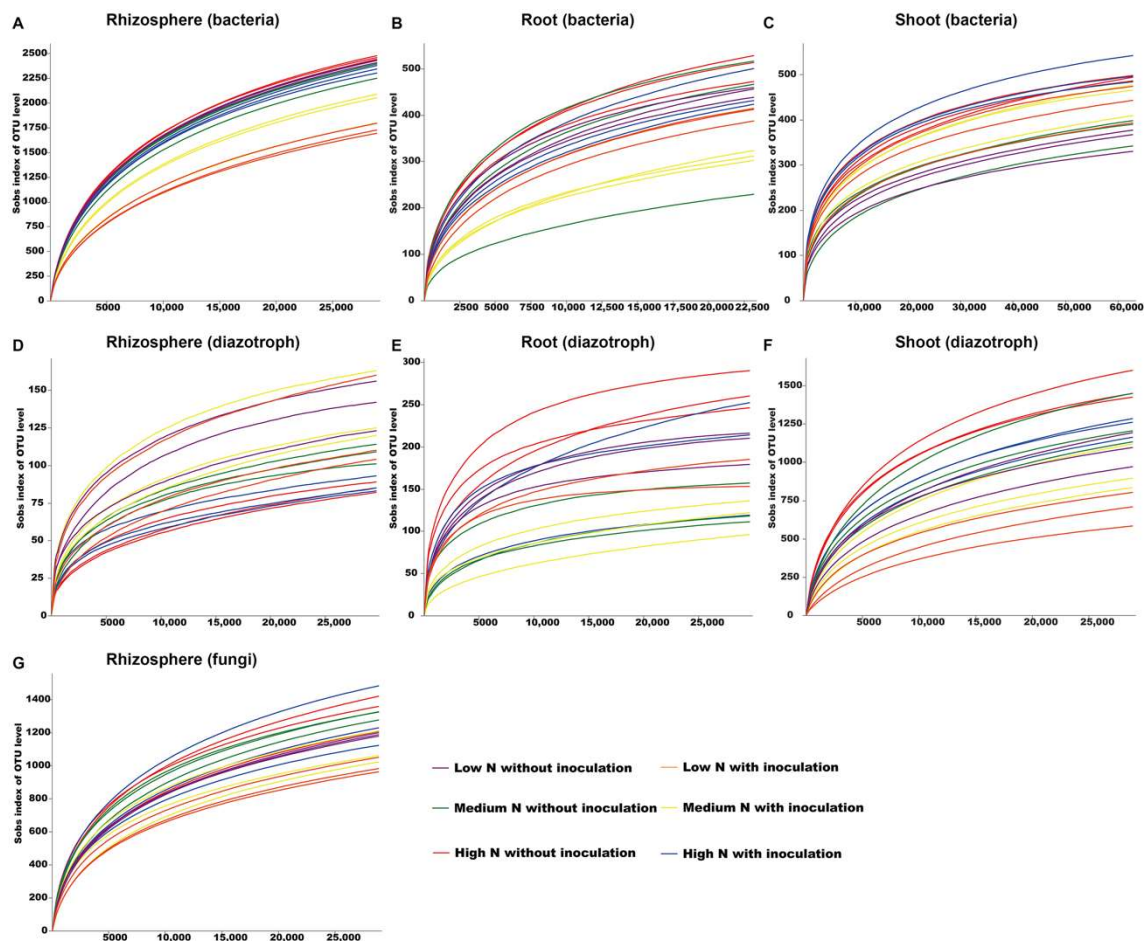 A Rhizosphere (bacteria)
Sobs index of OTU level
2500
2250
2000
1750
1500
1250
1000
750
500
250
0
5000 10,000 15,000 20,000 25,000
B Root (bacteria)
Sobs index of OTU level
500
400
300
200
100
0
2500 5000 7500 10,000 12,500 15,000 17,500 20,000 22,500
C Shoot (bacteria)
Sobs index of OTU level
500
400
300
200
100
0
10,000 20,000 30,000 40,000 50,000 60,000
D Rhizosphere (diazotroph)
Sobs index of OTU level
150
125
100
75
50
25
0
5000 10,000 15,000 20,000 25,000
E Root (diazotroph)
Sobs index of OTU level
300
250
200
150
100
50
0
5000 10,000 15,000 20,000 25,000
F Shoot (diazotroph)
Sobs index of OTU level
1500
1250
1000
750
500
250
0
5000 10,000 15,000 20,000 25,000
G Rhizosphere (fungi)
Sobs index of OTU level
1400
1200
1000
800
600
400
200
0
5000 10,000 15,000 20,000 25,000
Low N without inoculation
Low N with inoculation
Medium N without inoculation
Medium N with inoculation
High N without inoculation
High N with inoculation